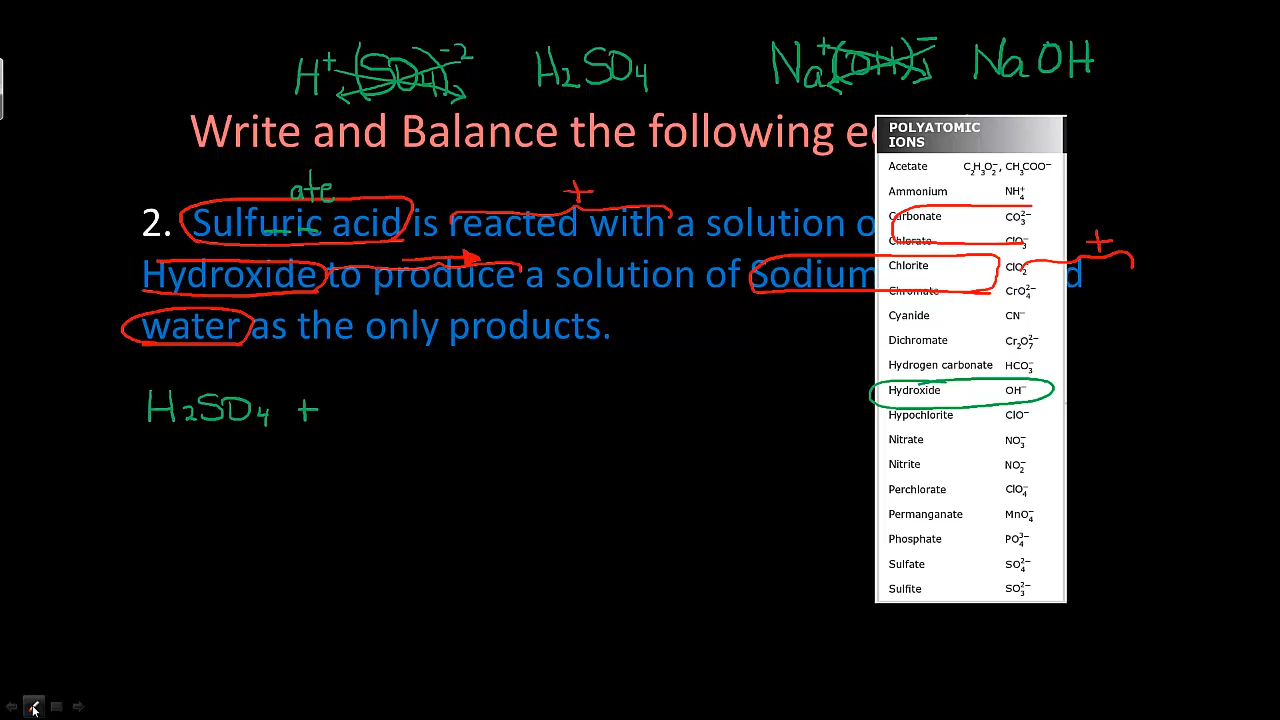 H⁺(SO₄)⁻² H₂SO₄ Na⁺(OH)⁻ NaOH
Write and Balance the following e
ate
+
2. Sulfuric acid is reacted with a solution o
+
Hydroxide to produce a solution of Sodium d
water as the only products.
H₂SO₄ +
POLYATOMIC
IONS
Acetate C₂H₃O₂⁻, CH₃COO⁻
Ammonium NH₄⁺
Carbonate CO₃²⁻
Chlorate ClO₃⁻
Chlorite ClO₂⁻
Chromate CrO₄²⁻
Cyanide CN⁻
Dichromate Cr₂O₇²⁻
Hydrogen carbonate HCO₃⁻
Hydroxide OH⁻
Hypochlorite ClO⁻
Nitrate NO₃⁻
Nitrite NO₂⁻
Perchlorate ClO₄⁻
Permanganate MnO₄⁻
Phosphate PO₄³⁻
Sulfate SO₄²⁻
Sulfite SO₃²⁻